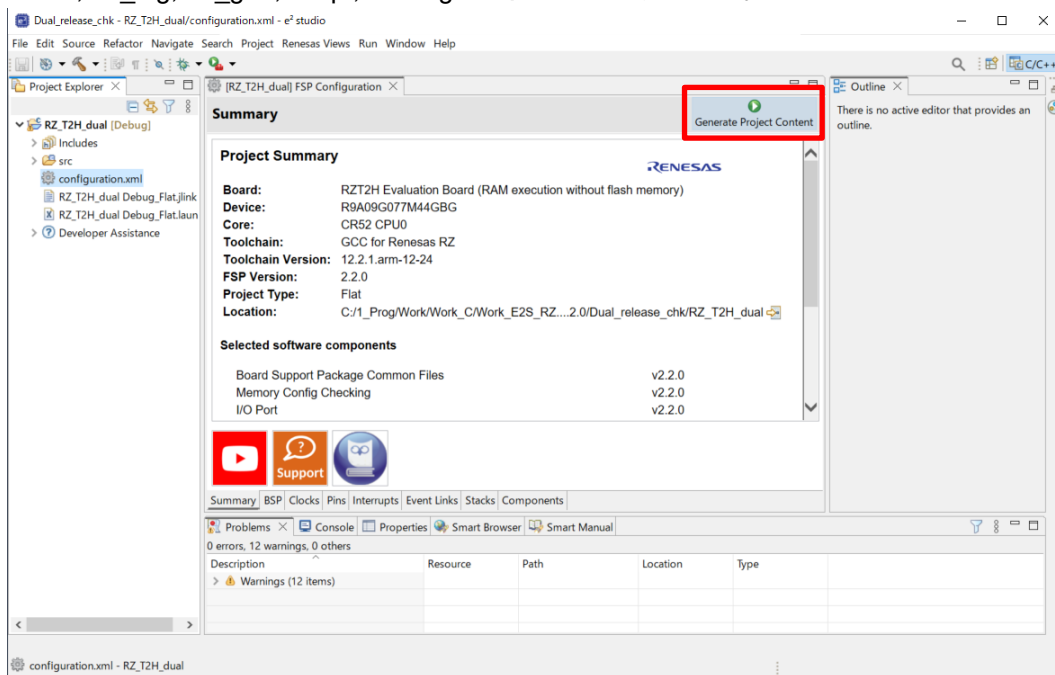 Dual_release_chk - RZ_T2H_dual/configuration.xml - e² studio
File Edit Source Refactor Navigate Search Project Renesas Views Run Window Help
C/C++
Project Explorer
RZ_T2H_dual [Debug]
Includes
src
configuration.xml
RZ_T2H_dual Debug_Flat.jlink
RZ_T2H_dual Debug_Flat.laun
Developer Assistance
[RZ_T2H_dual] FSP Configuration
Summary
Generate Project Content
Project Summary
RENESAS
Board: RZT2H Evaluation Board (RAM execution without flash memory)
Device: R9A09G077M44GBG
Core: CR52 CPU0
Toolchain: GCC for Renesas RZ
Toolchain Version: 12.2.1.arm-12-24
FSP Version: 2.2.0
Project Type: Flat
Location: C:/1_Prog/Work/Work_C/Work_E2S_RZ....2.0/Dual_release_chk/RZ_T2H_dual
Selected software components
Board Support Package Common Files v2.2.0
Memory Config Checking v2.2.0
I/O Port v2.2.0
Support
Summary BSP Clocks Pins Interrupts Event Links Stacks Components
Outline
There is no active editor that provides an
outline.
Problems Console Properties Smart Browser Smart Manual
0 errors, 12 warnings, 0 others
Description Resource Path Location Type
Warnings (12 items)
configuration.xml - RZ_T2H_dual